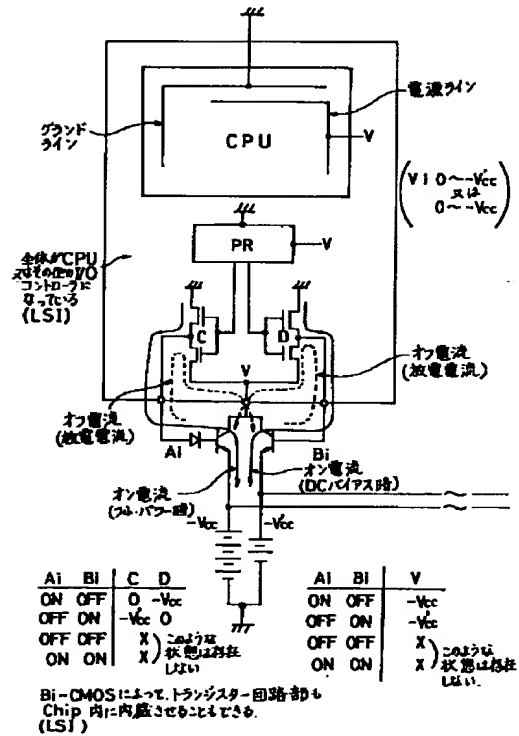 電源ライン
グランド
ライン
CPU
V
(V : 0〜-V'cc
又は
0〜-Vcc)
PR
V
全体がCPU
又はその他のI/O
コントローラに
なっている
(LSI)
C
D
V
オフ電流
(放電電流)
オフ電流
(放電電流)
Ai
Bi
オン電流
(DCバイアス時)
オン電流
(フル・パワー時)
-Vcc
-V'cc
Ai Bi C D
ON OFF 0 -Vcc
OFF ON -V'cc 0
OFF OFF X
ON ON X
このような
状態は存在
しない
Ai Bi V
ON OFF -Vcc
OFF ON -V'cc
OFF OFF X
ON ON X
このような
状態は存在
しない.
Bi-CMOSによって、トランジスター回路部も
Chip 内に内蔵させることもできる.
(LSI)